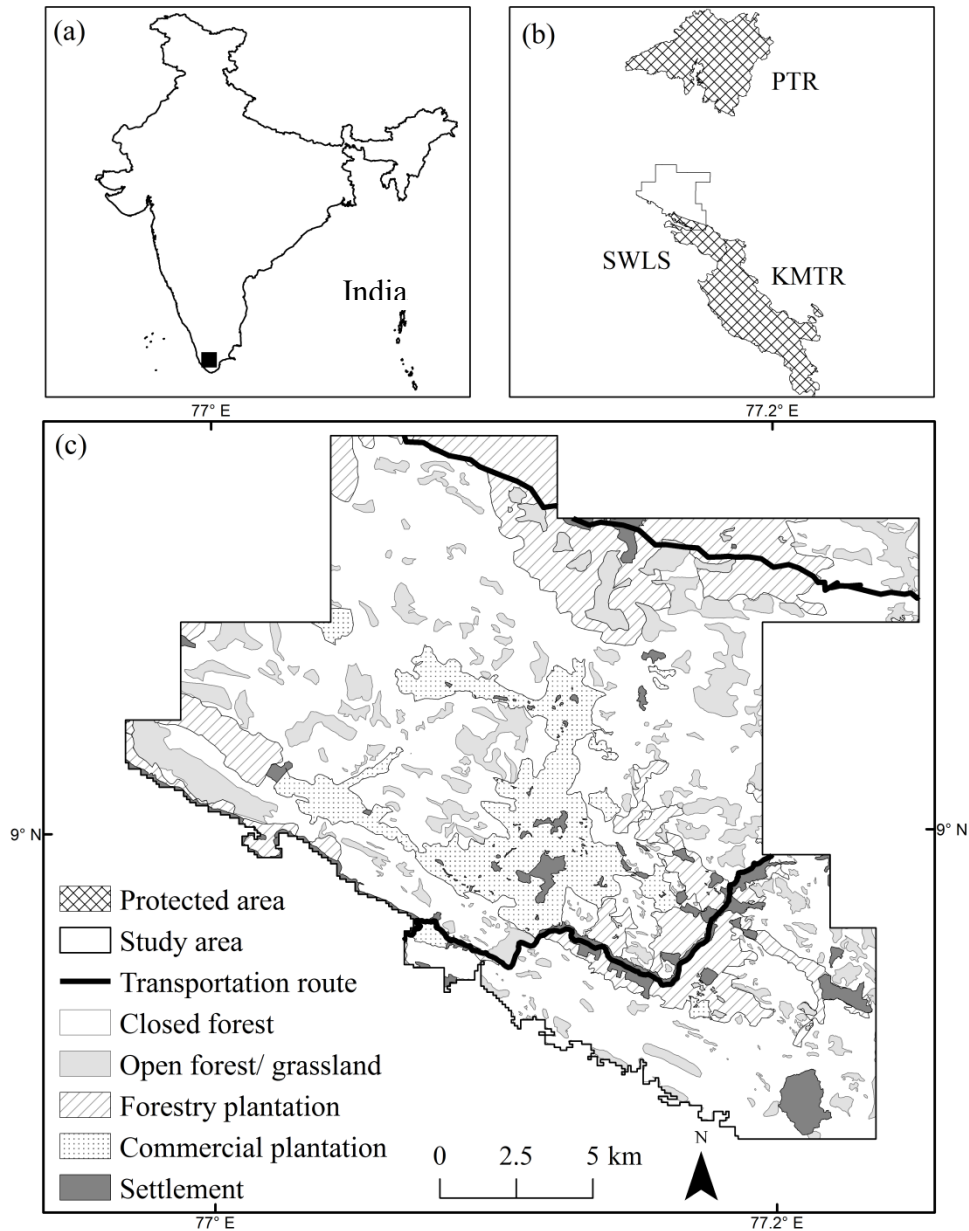 (a)
India
(b)
PTR
SWLS
KMTR
77° E
77.2° E
(c)
9° N
9° N
Protected area
Study area
Transportation route
Closed forest
Open forest/ grassland
Forestry plantation
Commercial plantation
Settlement
0 2.5 5 km
N
77° E
77.2° E